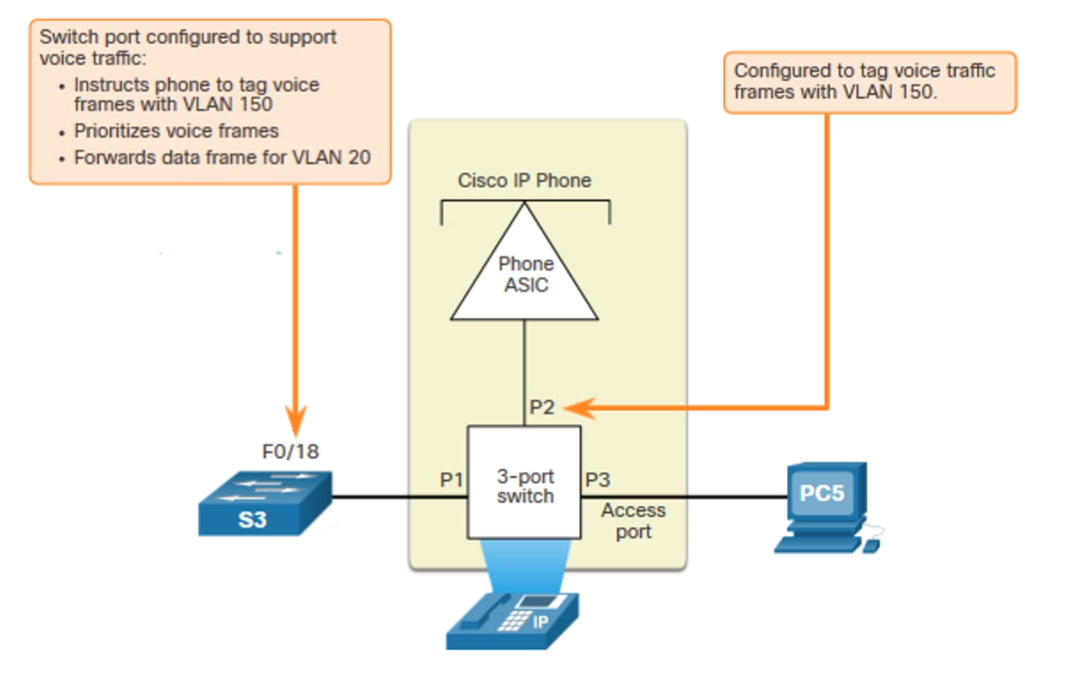 Switch port configured to support
voice traffic:
• Instructs phone to tag voice
frames with VLAN 150
• Prioritizes voice frames
• Forwards data frame for VLAN 20
Configured to tag voice traffic
frames with VLAN 150.
Cisco IP Phone
Phone
ASIC
P2
F0/18
P1
3-port
switch
P3
S3
Access
port
PC5
IP